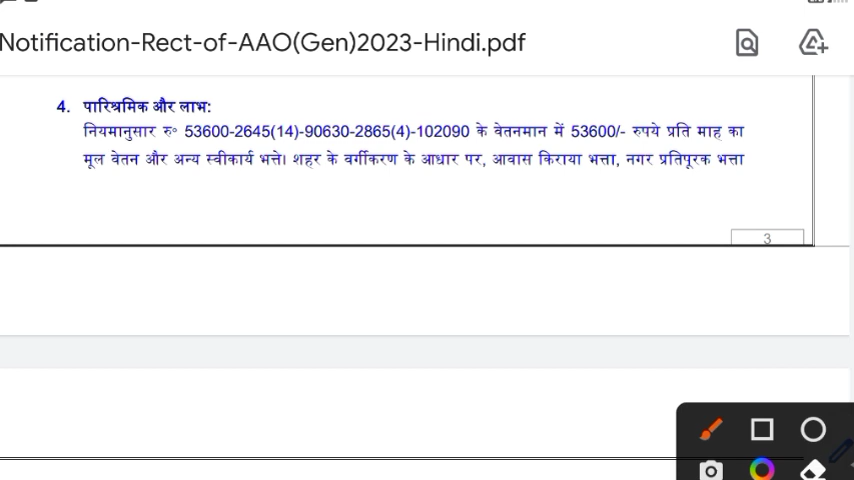 Notification-Rect-of-AAO(Gen)2023-Hindi.pdf
4. पारिश्रमिक और लाभ:
नियमानुसार रु॰ 53600-2645(14)-90630-2865(4)-102090 के वेतनमान में 53600/- रुपये प्रति माह का
मूल वेतन और अन्य स्वीकार्य भत्ते। शहर के वर्गीकरण के आधार पर, आवास किराया भत्ता, नगर प्रतिपूरक भत्ता
3